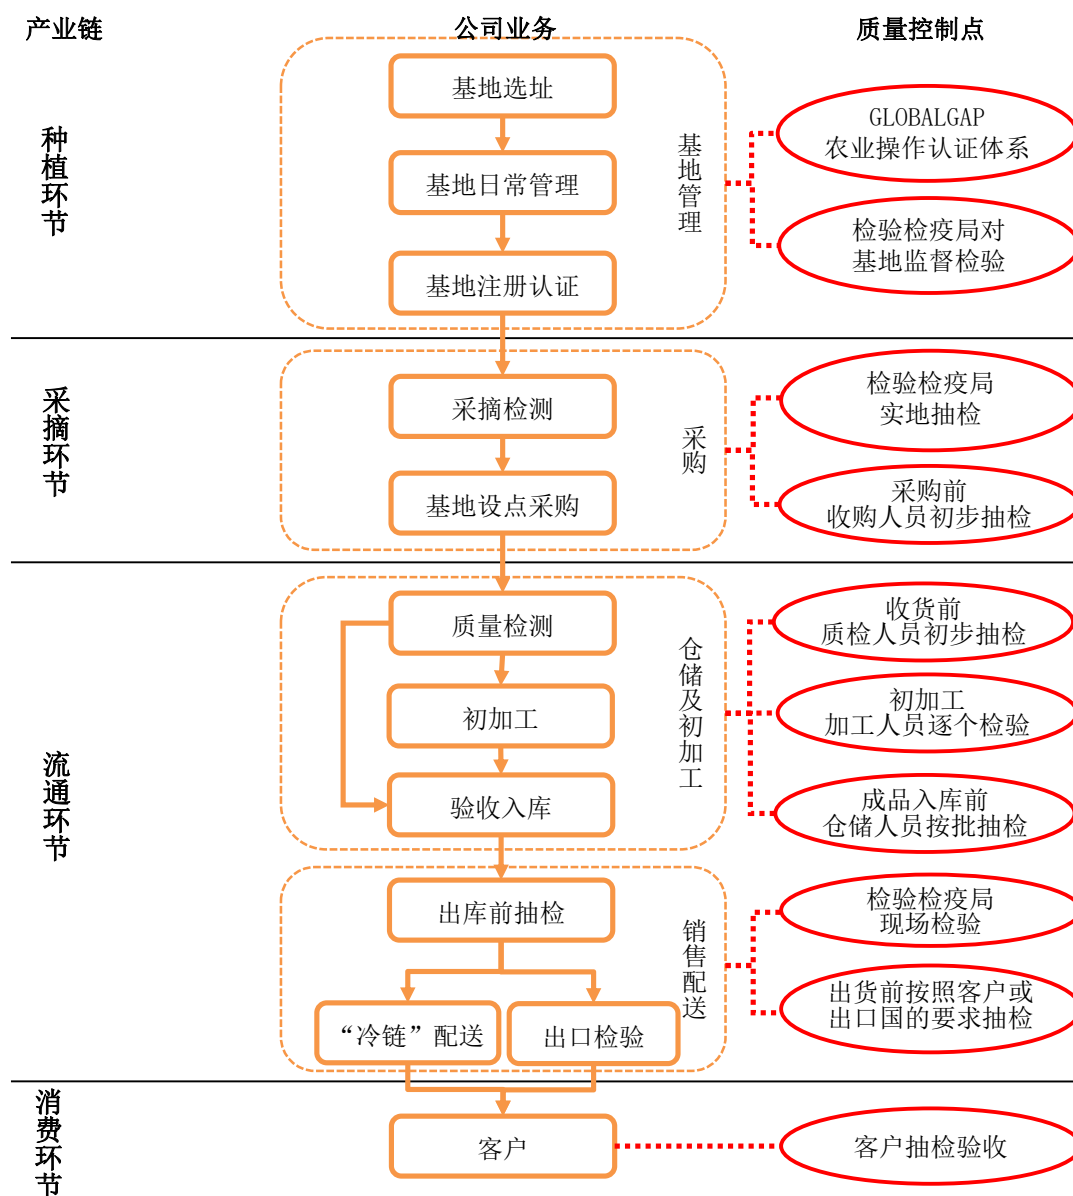 产业链
公司业务
质量控制点
种植环节
基地选址
基地日常管理
基地注册认证
基地管理
GLOBALGAP
农业操作认证体系
检验检疫局对
基地监督检验
采摘环节
采摘检测
基地设点采购
采购
检验检疫局
实地抽检
采购前
收购人员初步抽检
流通环节
质量检测
初加工
验收入库
仓储及初加工
收货前
质检人员初步抽检
初加工
加工人员逐个检验
成品入库前
仓储人员按批抽检
出库前抽检
“冷链”配送
出口检验
销售配送
检验检疫局
现场检验
出货前按照客户或
出口国的要求抽检
消费环节
客户
客户抽检验收